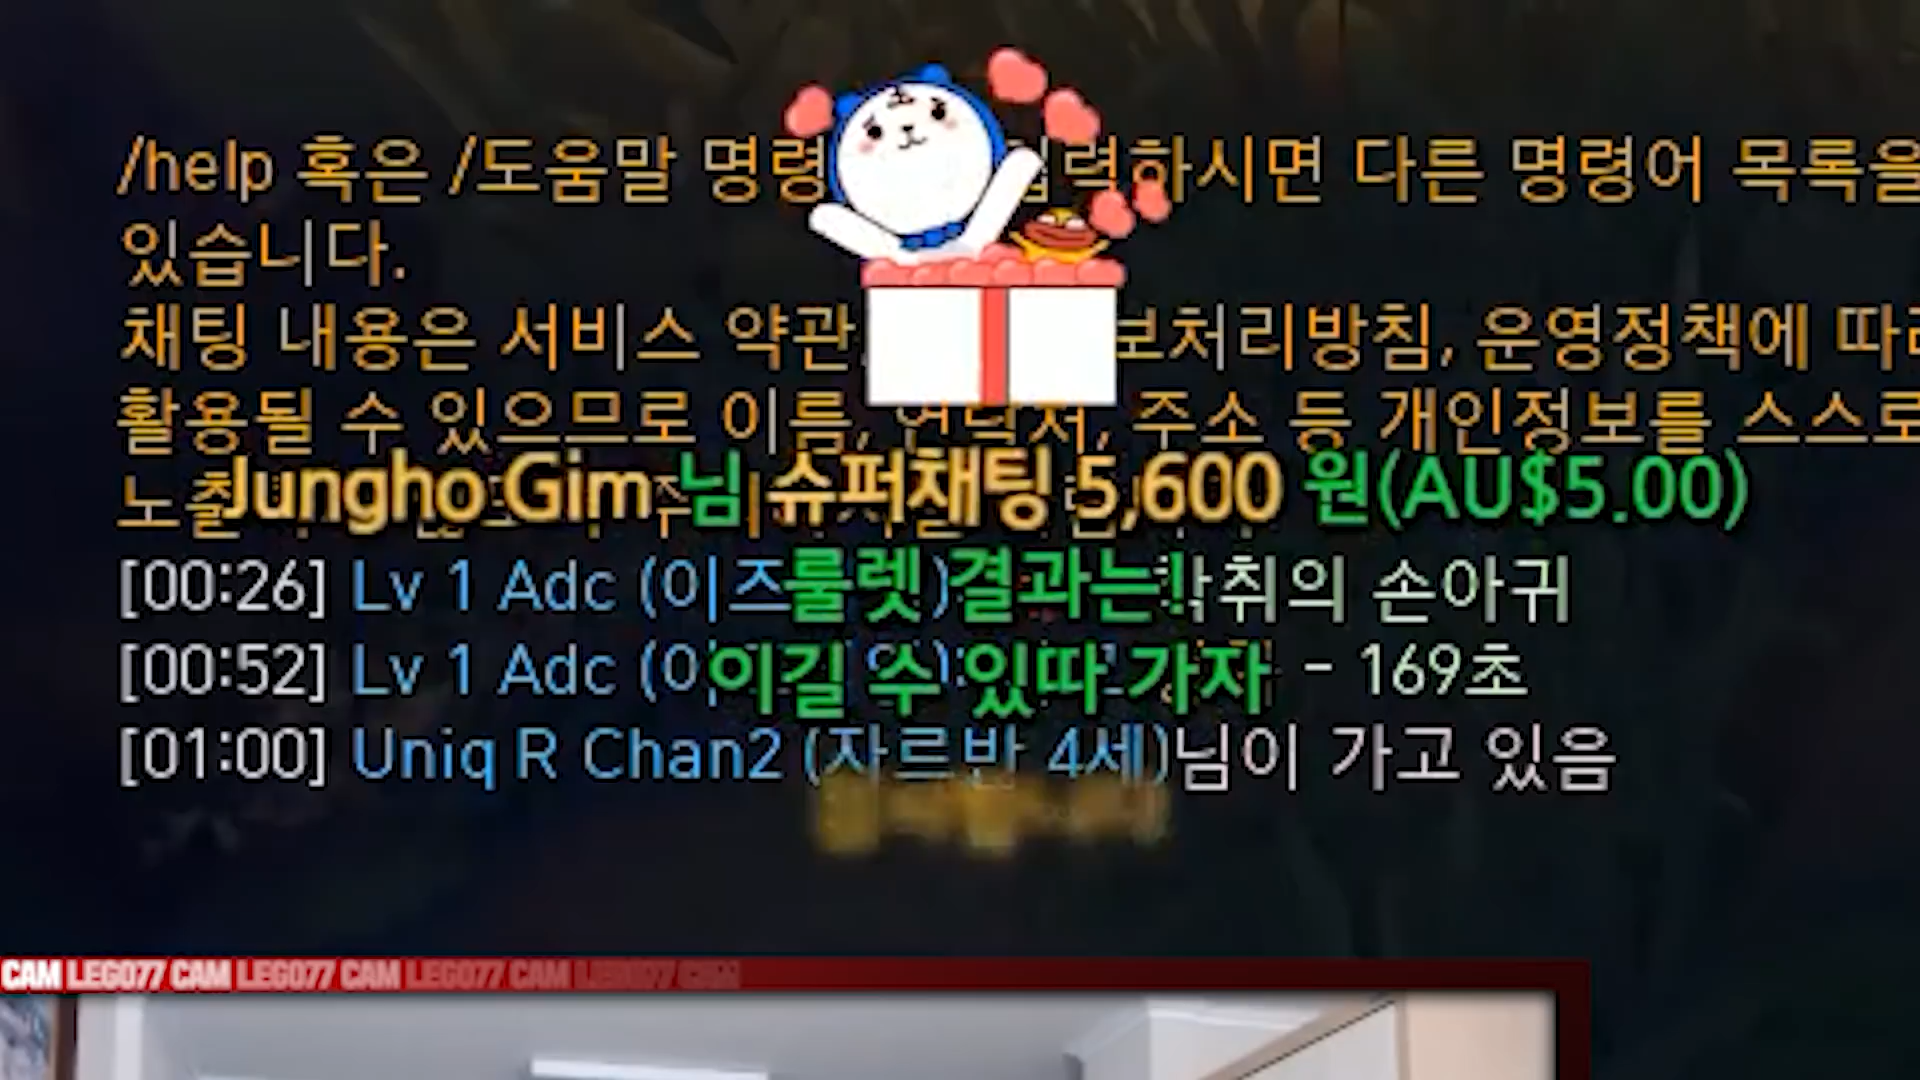 /help 혹은 /도움말 명령 력하시면 다른 명령어 목록을
있습니다.
채팅 내용은 서비스 약관, 보처리방침, 운영정책에 따라
활용될 수 있으므로 이름, 연락처, 주소 등 개인정보를 스스로
Jungho Gim 님 슈퍼채팅 5,600 원(AU$5.00)
룰렛 결과는!
[00:26] Lv 1 Adc (이즈 취의 손아귀
이길 수 있따 가자
[00:52] Lv 1 Adc (이 - 169초
[01:00] Uniq R Chan2 (자르반 4세)님이 가고 있음
CAM LEGO77 CAM LEGO77 CAM LEGO77 CAM LEGO77 CAM